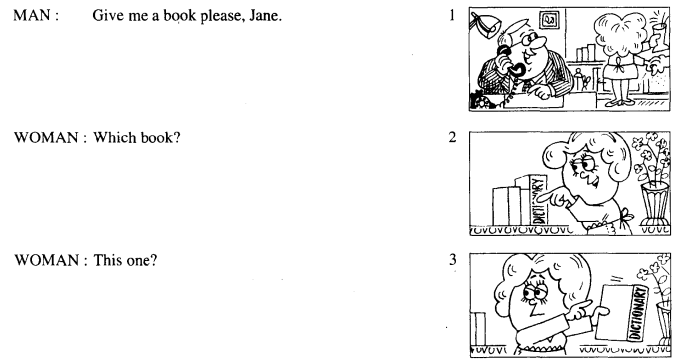 MAN : Give me a book please, Jane. 1
WOMAN : Which book? 2
DICTIONARY
WOMAN : This one? 3
DICTIONARY